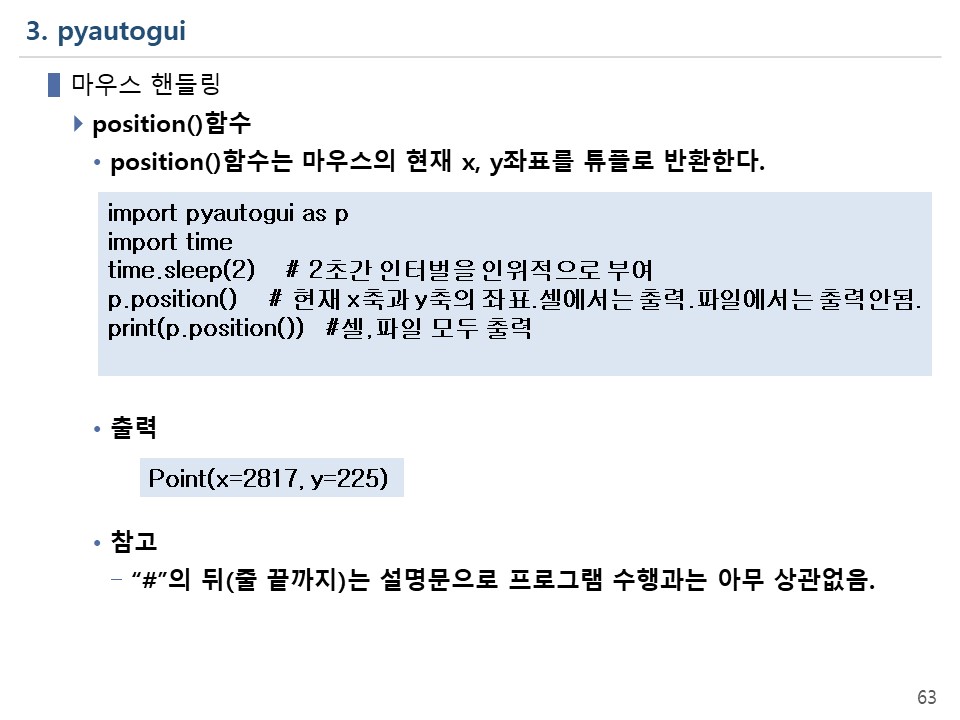 3. pyautogui
마우스 핸들링
position()함수
• position()함수는 마우스의 현재 x, y좌표를 튜플로 반환한다.
import pyautogui as p
import time
time.sleep(2) # 2초간 인터벌을 인위적으로 부여
p.position() # 현재 x축과 y축의 좌표.셀에서는 출력.파일에서는 출력안됨.
print(p.position()) #셀,파일 모두 출력
• 출력
Point(x=2817, y=225)
• 참고
− “#”의 뒤(줄 끝까지)는 설명문으로 프로그램 수행과는 아무 상관없음.
63